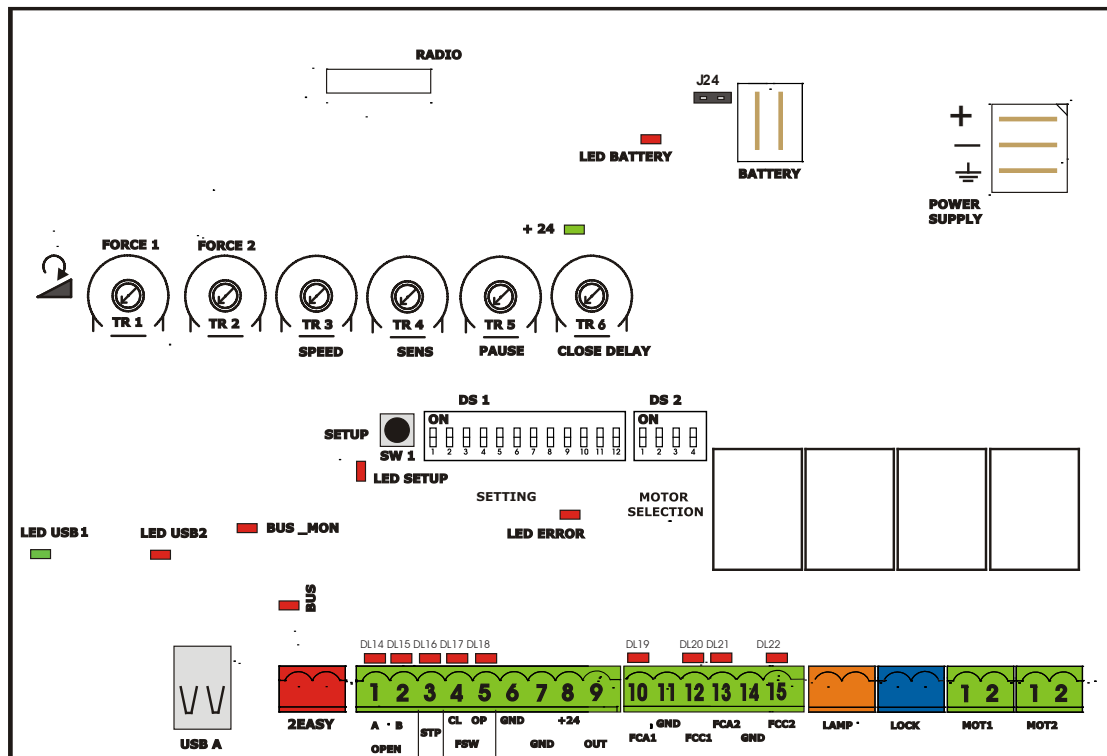 RADIO
J24
LED BATTERY
BATTERY
+
−
POWER
SUPPLY
+ 24
FORCE 1 FORCE 2
TR 1 TR 2 TR 3 TR 4 TR 5 TR 6
SPEED SENS PAUSE CLOSE DELAY
DS 1 DS 2
ON ON
SETUP
1 2 3 4 5 6 7 8 9 10 11 12 1 2 3 4
SW 1
LED SETUP
SETTING
MOTOR
SELECTION
LED USB1 LED USB2 BUS _MON LED ERROR
BUS
DL14 DL15 DL16 DL17 DL18 DL19 DL20 DL21 DL22
1 2 3 4 5 6 7 8 9 10 11 12 13 14 15 1 2 1 2
2EASY A B STP CL OP GND +24 GND FCA2 FCC2 LAMP LOCK MOT1 MOT2
USB A OPEN FSW GND OUT FCA1 FCC1 GND